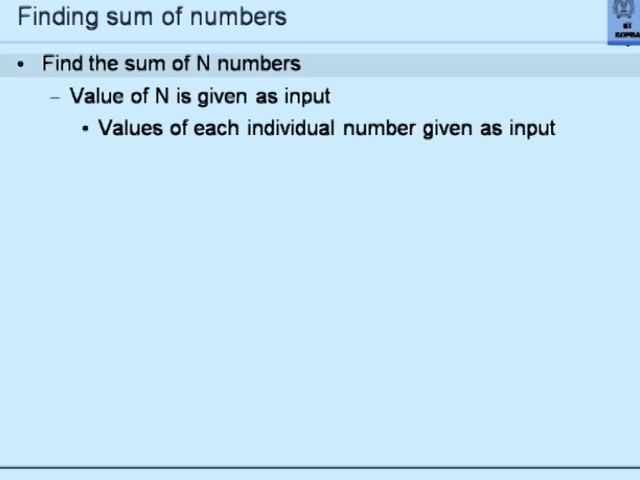 Finding sum of numbers
• Find the sum of N numbers
– Value of N is given as input
• Values of each individual number given as input